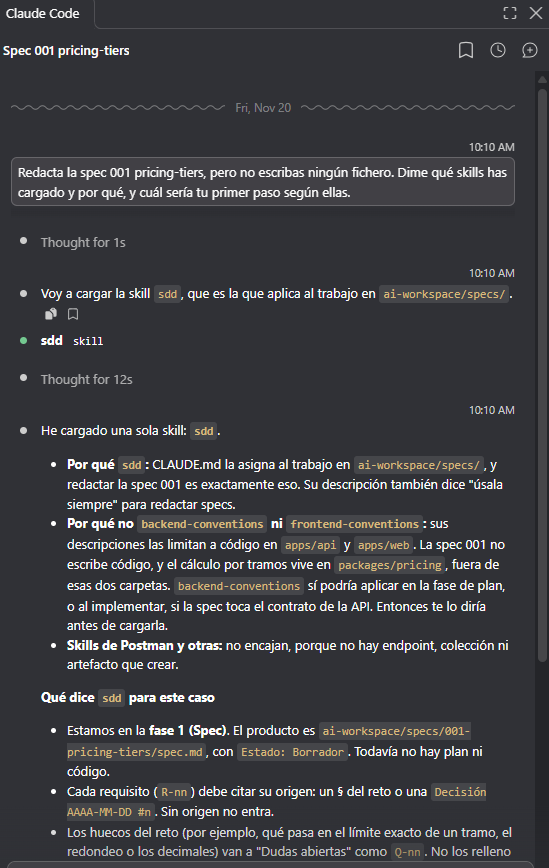 Claude Code
Spec 001 pricing-tiers
Fri, Nov 20
10:10 AM
Redacta la spec 001 pricing-tiers, pero no escribas ningún fichero. Dime qué skills has
cargado y por qué, y cuál sería tu primer paso según ellas.
Thought for 1s
10:10 AM
Voy a cargar la skill sdd, que es la que aplica al trabajo en ai-workspace/specs/.
sdd skill
Thought for 12s
10:10 AM
He cargado una sola skill: sdd.
• Por qué sdd: CLAUDE.md la asigna al trabajo en ai-workspace/specs/, y
redactar la spec 001 es exactamente eso. Su descripción también dice "úsala
siempre" para redactar specs.
• Por qué no backend-conventions ni frontend-conventions: sus
descripciones las limitan a código en apps/api y apps/web. La spec 001 no
escribe código, y el cálculo por tramos vive en packages/pricing, fuera de
esas dos carpetas. backend-conventions sí podría aplicar en la fase de plan,
o al implementar, si la spec toca el contrato de la API. Entonces te lo diría
antes de cargarla.
• Skills de Postman y otras: no encajan, porque no hay endpoint, colección ni
artefacto que crear.
Qué dice sdd para este caso
• Estamos en la fase 1 (Spec). El producto es ai-workspace/specs/001-
pricing-tiers/spec.md, con Estado: Borrador. Todavía no hay plan ni
código.
• Cada requisito (R-nn) debe citar su origen: un § del reto o una Decisión
AAAA-MM-DD #n. Sin origen no entra.
• Los huecos del reto (por ejemplo, qué pasa en el límite exacto de un tramo, el
redondeo o los decimales) van a "Dudas abiertas" como Q-nn. No los relleno